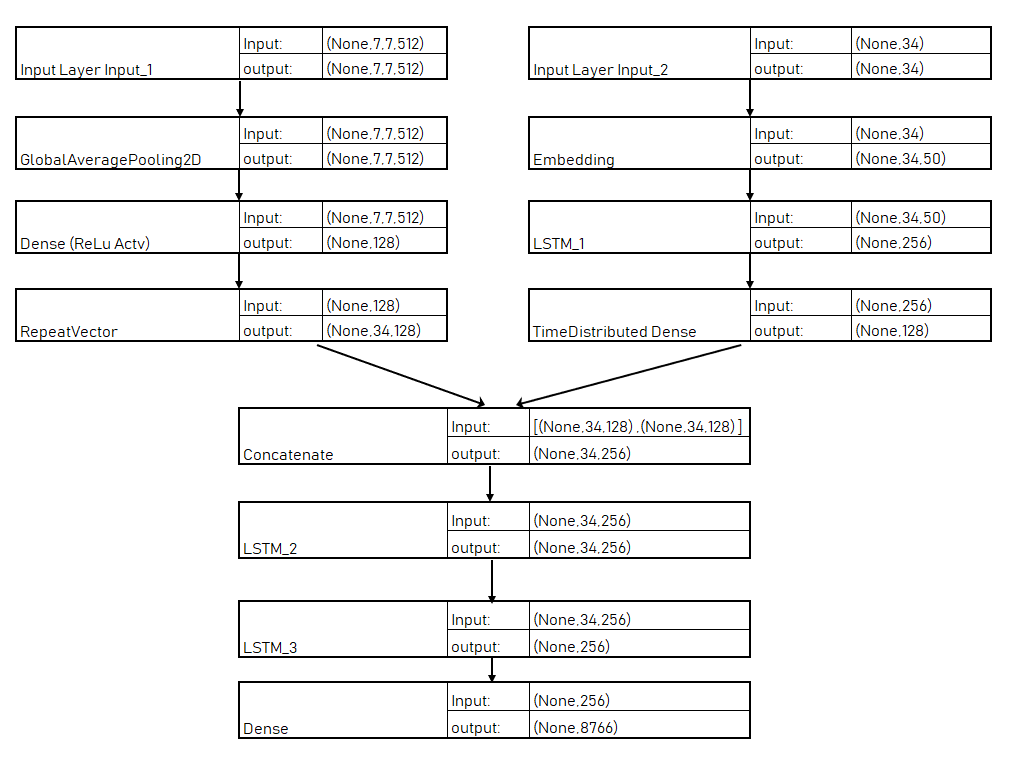 Input: (None,7,7,512)
Input Layer Input_1 output: (None,7,7,512)
Input: (None,34)
Input Layer Input_2 output: (None,34)
Input: (None,7,7,512)
GlobalAveragePooling2D output: (None,7,7,512)
Input: (None,34)
Embedding output: (None,34,50)
Input: (None,7,7,512)
Dense (ReLu Actv) output: (None,128)
Input: (None,34,50)
LSTM_1 output: (None,256)
Input: (None,128)
RepeatVector output: (None,34,128)
Input: (None,256)
TimeDistributed Dense output: (None,128)
Input: [(None,34,128),(None,34,128)]
Concatenate output: (None,34,256)
Input: (None,34,256)
LSTM_2 output: (None,34,256)
Input: (None,34,256)
LSTM_3 output: (None,256)
Input: (None,256)
Dense output: (None,8766)